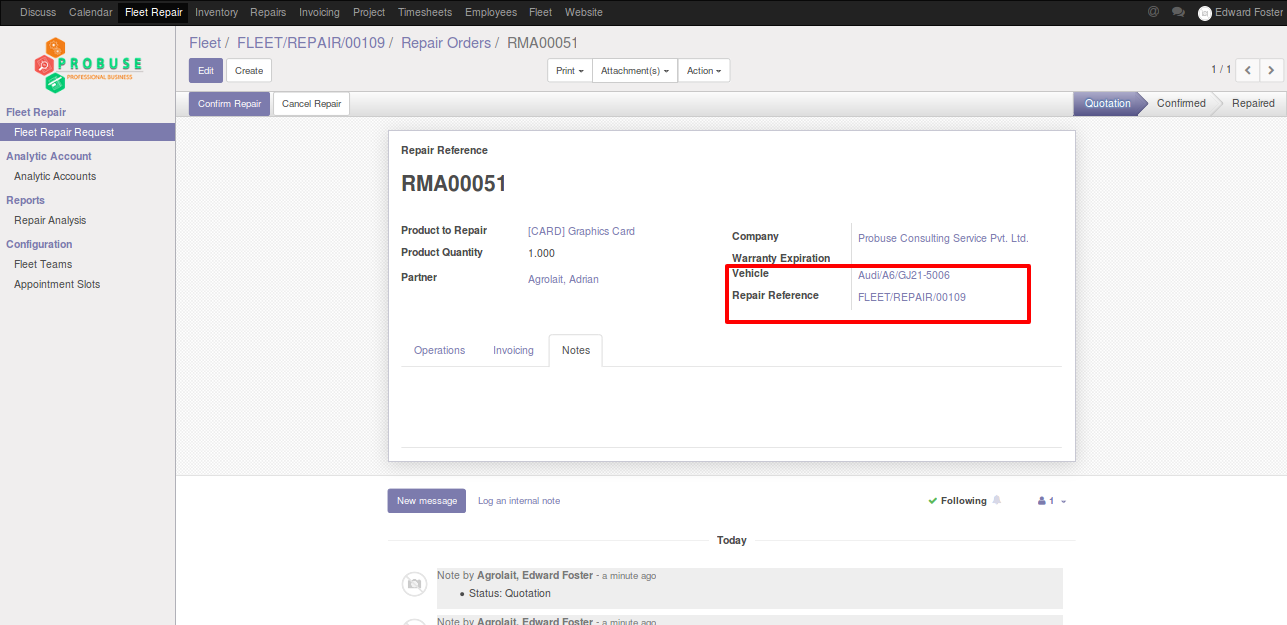 Discuss Calendar Fleet Repair Inventory Repairs Invoicing Project Timesheets Employees Fleet Website @ Edward Foster
PROBUSE
PROFESSIONAL BUSINESS
Fleet Repair
Fleet Repair Request
Analytic Account
Analytic Accounts
Reports
Repair Analysis
Configuration
Fleet Teams
Appointment Slots
Fleet / FLEET/REPAIR/00109 / Repair Orders / RMA00051
Edit Create Print Attachment(s) Action 1 / 1
Confirm Repair Cancel Repair Quotation Confirmed Repaired
Repair Reference
RMA00051
Product to Repair [CARD] Graphics Card
Product Quantity 1.000
Partner Agrolait, Adrian
Company Probuse Consulting Service Pvt. Ltd.
Warranty Expiration
Vehicle Audi/A6/GJ21-5006
Repair Reference FLEET/REPAIR/00109
Operations Invoicing Notes
New message Log an internal note Following 1
Today
Note by Agrolait, Edward Foster - a minute ago
• Status: Quotation
Note by Agrolait, Edward Foster - a minute ago